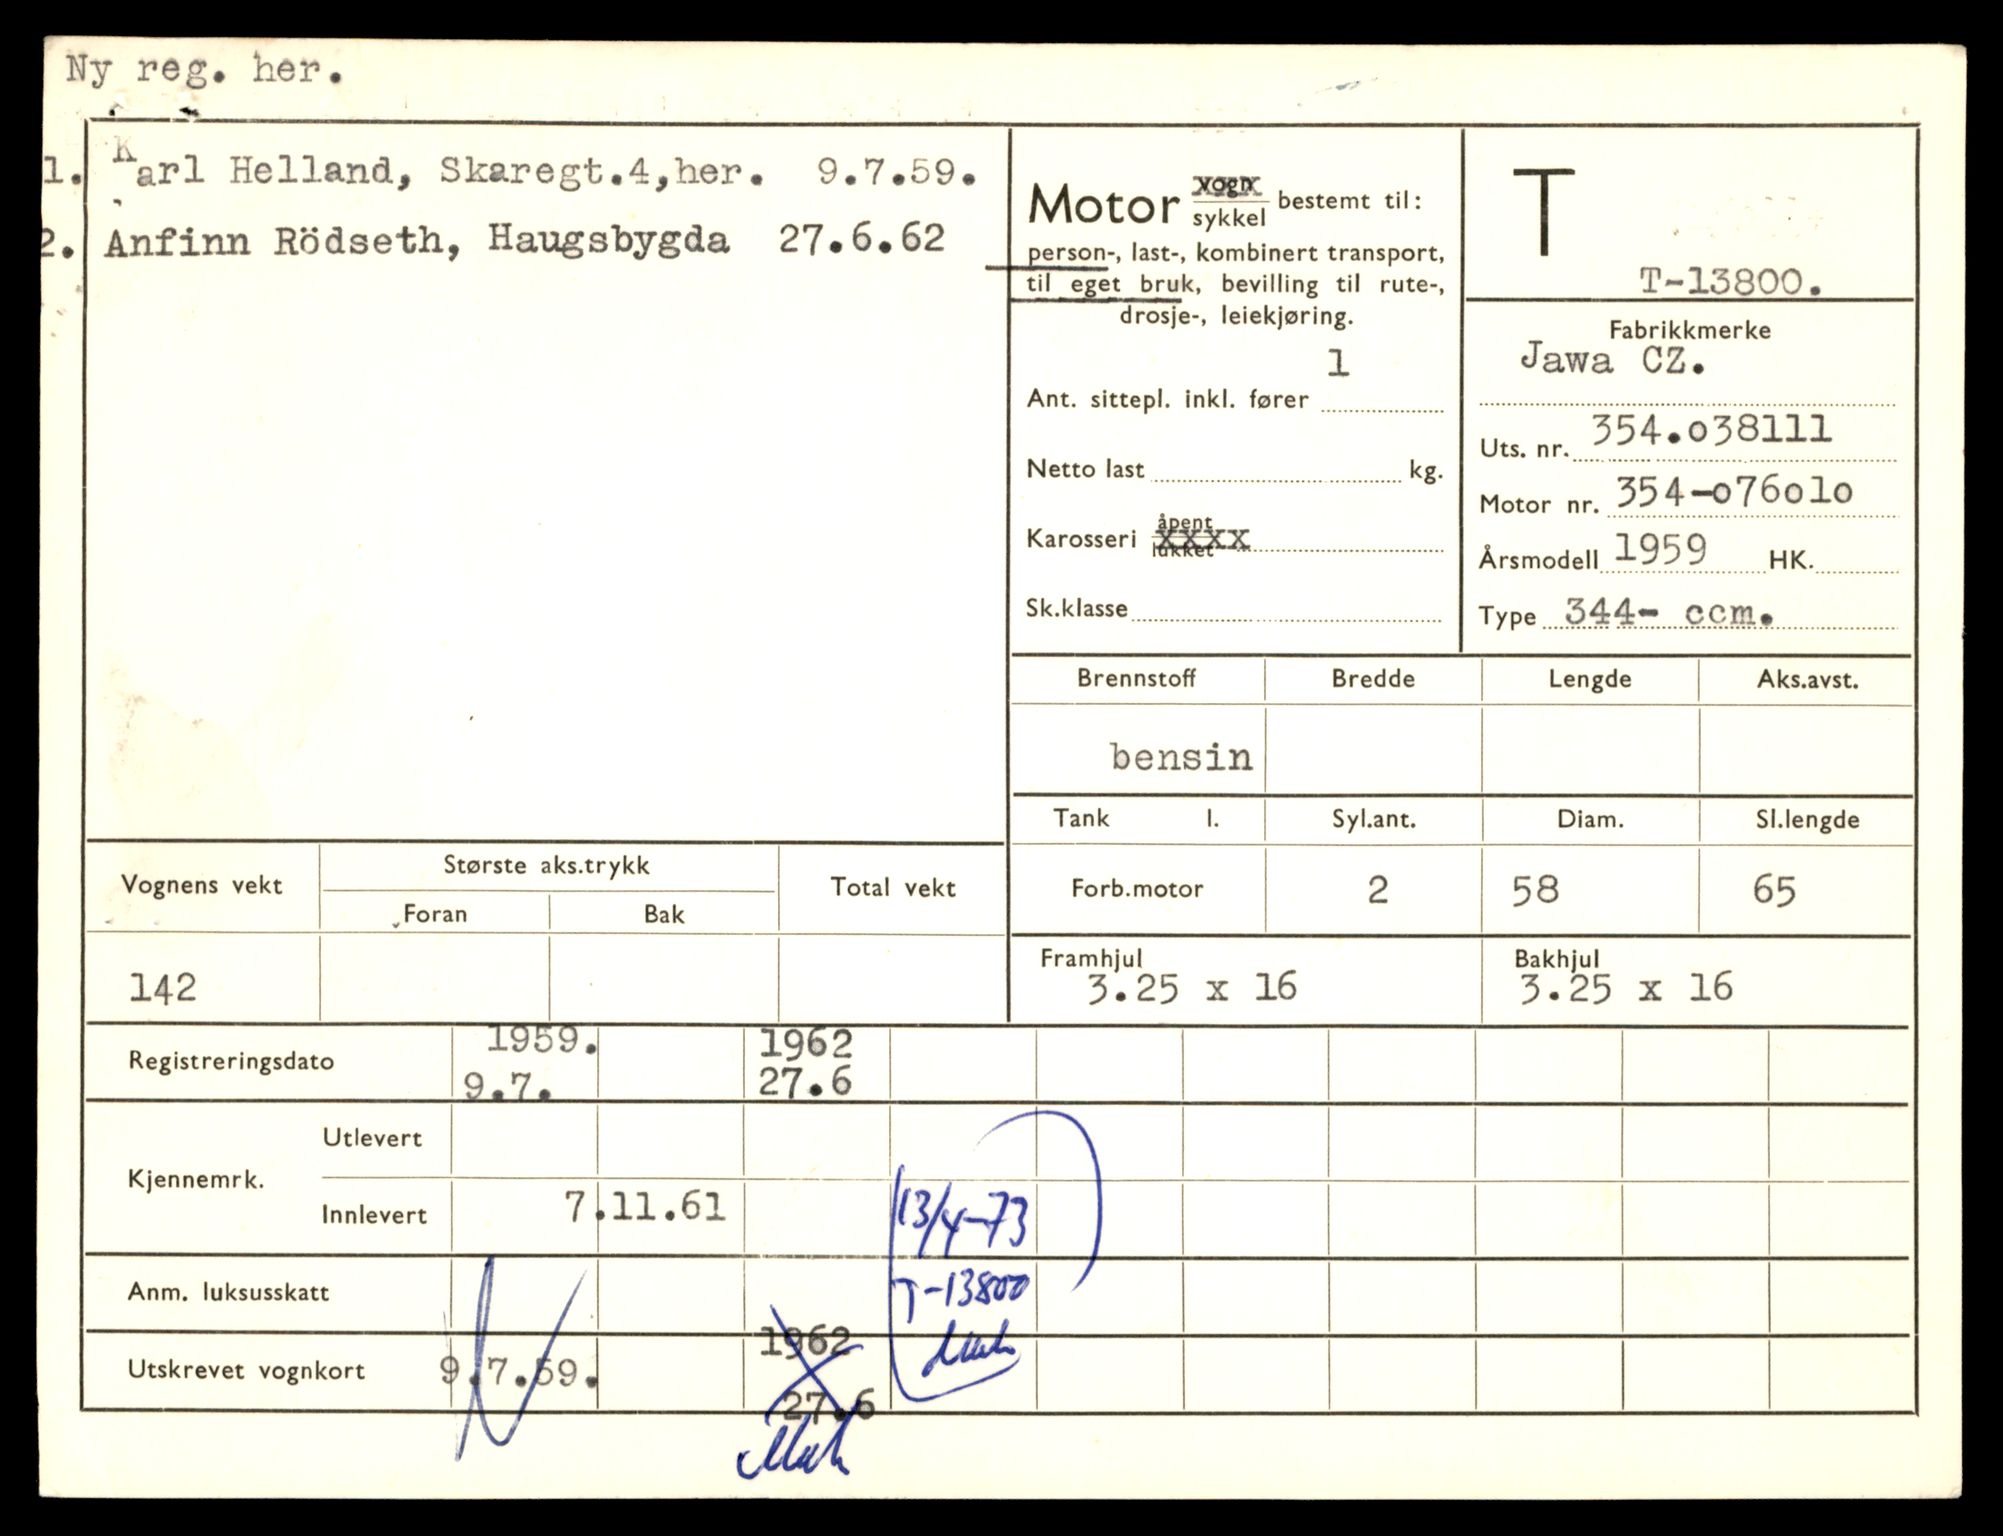 Ny reg. her.
1. Karl Helland, Skaregt.4,her. 9.7.59.
2. Anfinn Rödseth, Haugsbygda 27.6.62
Motor vogn sykkel bestemt til:
person-, last-, kombinert transport,
til eget bruk, bevilling til rute-,
drosje-, leiekjøring.
Ant. sittepl. inkl. fører 1
Netto last kg.
Karosseri åpent lukket xxxx
Sk.klasse
T
T-13800.
Fabrikkmerke
Jawa CZ.
Uts. nr. 354.o38111
Motor nr. 354-o76o1o
Årsmodell 1959 HK.
Type 344- ccm.
Brennstoff Bredde Lengde Aks.avst.
bensin
Tank l. Syl.ant. Diam. Sl.lengde
Forb.motor 2 58 65
Framhjul Bakhjul
3.25 x 16 3.25 x 16
Vognens vekt Største aks.trykk Total vekt
Foran Bak
142
Registreringsdato 1959. 1962
9.7. 27.6
Kjennemrk. Utlevert
Innlevert 7.11.61 13/4-73
Anm. luksusskatt T-13800
Utskrevet vognkort 9.7.59. 1962
27.6